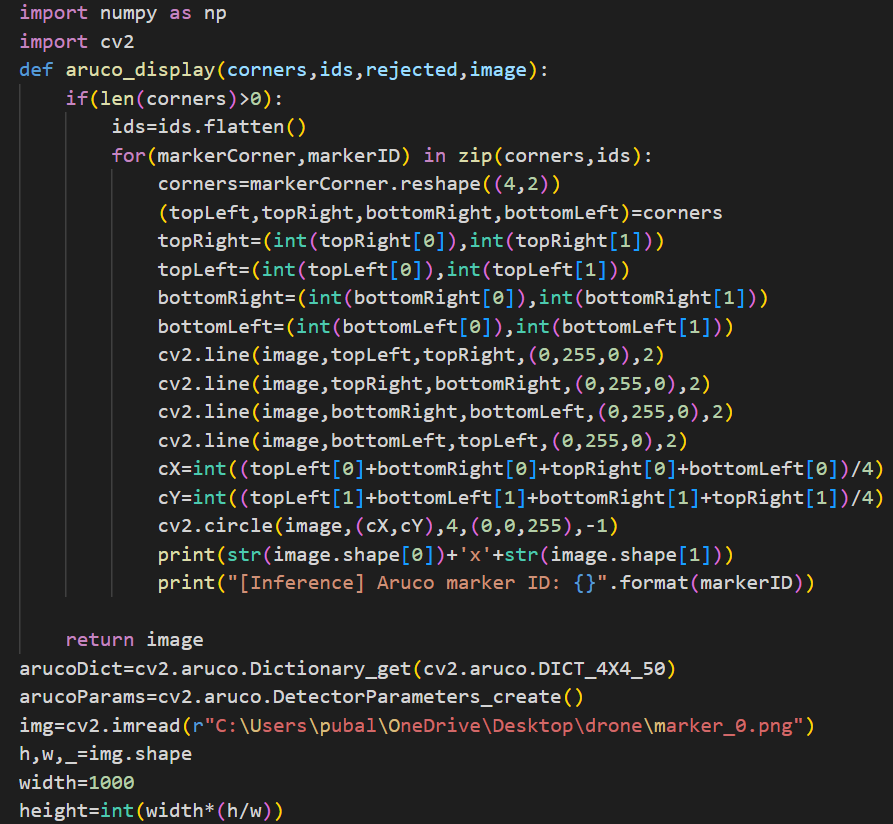 import numpy as np
import cv2
def aruco_display(corners,ids,rejected,image):
    if(len(corners)>0):
        ids=ids.flatten()
        for(markerCorner,markerID) in zip(corners,ids):
            corners=markerCorner.reshape((4,2))
            (topLeft,topRight,bottomRight,bottomLeft)=corners
            topRight=(int(topRight[0]),int(topRight[1]))
            topLeft=(int(topLeft[0]),int(topLeft[1]))
            bottomRight=(int(bottomRight[0]),int(bottomRight[1]))
            bottomLeft=(int(bottomLeft[0]),int(bottomLeft[1]))
            cv2.line(image,topLeft,topRight,(0,255,0),2)
            cv2.line(image,topRight,bottomRight,(0,255,0),2)
            cv2.line(image,bottomRight,bottomLeft,(0,255,0),2)
            cv2.line(image,bottomLeft,topLeft,(0,255,0),2)
            cX=int((topLeft[0]+bottomRight[0]+topRight[0]+bottomLeft[0])/4)
            cY=int((topLeft[1]+bottomLeft[1]+bottomRight[1]+topRight[1])/4)
            cv2.circle(image,(cX,cY),4,(0,0,255),-1)
            print(str(image.shape[0])+'x'+str(image.shape[1]))
            print("[Inference] Aruco marker ID: {}".format(markerID))
    return image
arucoDict=cv2.aruco.Dictionary_get(cv2.aruco.DICT_4X4_50)
arucoParams=cv2.aruco.DetectorParameters_create()
img=cv2.imread(r"C:\Users\pubal\OneDrive\Desktop\drone\marker_0.png")
h,w,_=img.shape
width=1000
height=int(width*(h/w))